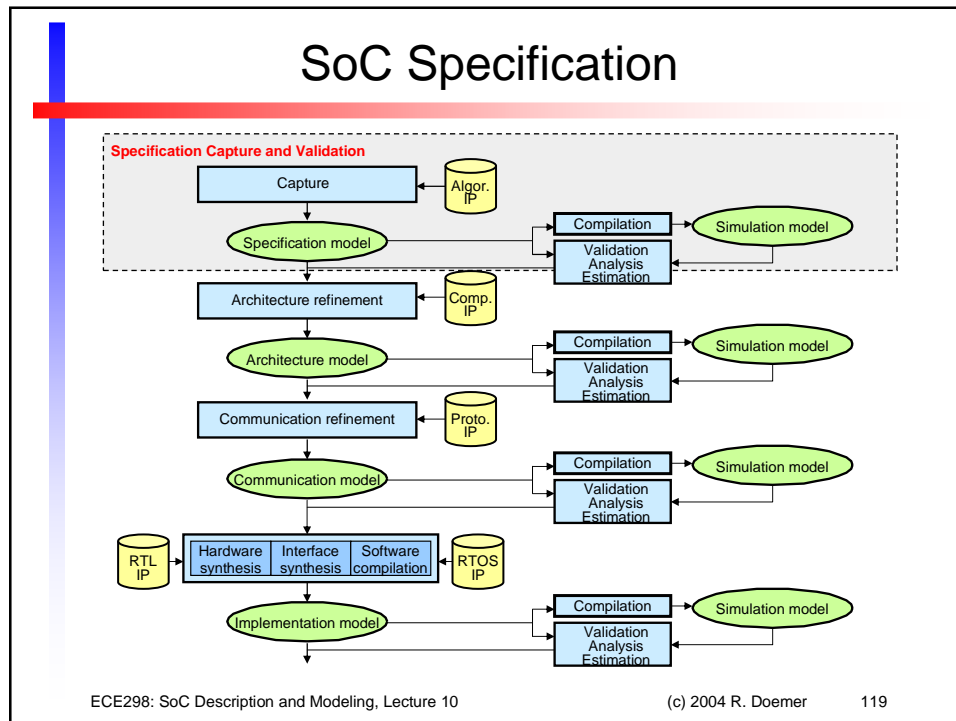 SoC Specification
Specification Capture and Validation
Capture
Algor.
IP
Specification model
Compilation
Simulation model
Validation
Analysis
Estimation
Architecture refinement
Comp.
IP
Architecture model
Compilation
Simulation model
Validation
Analysis
Estimation
Communication refinement
Proto.
IP
Communication model
Compilation
Simulation model
Validation
Analysis
Estimation
RTL
IP
Hardware
synthesis
Interface
synthesis
Software
compilation
RTOS
IP
Implementation model
Compilation
Simulation model
Validation
Analysis
Estimation
ECE298: SoC Description and Modeling, Lecture 10 (c) 2004 R. Doemer 119